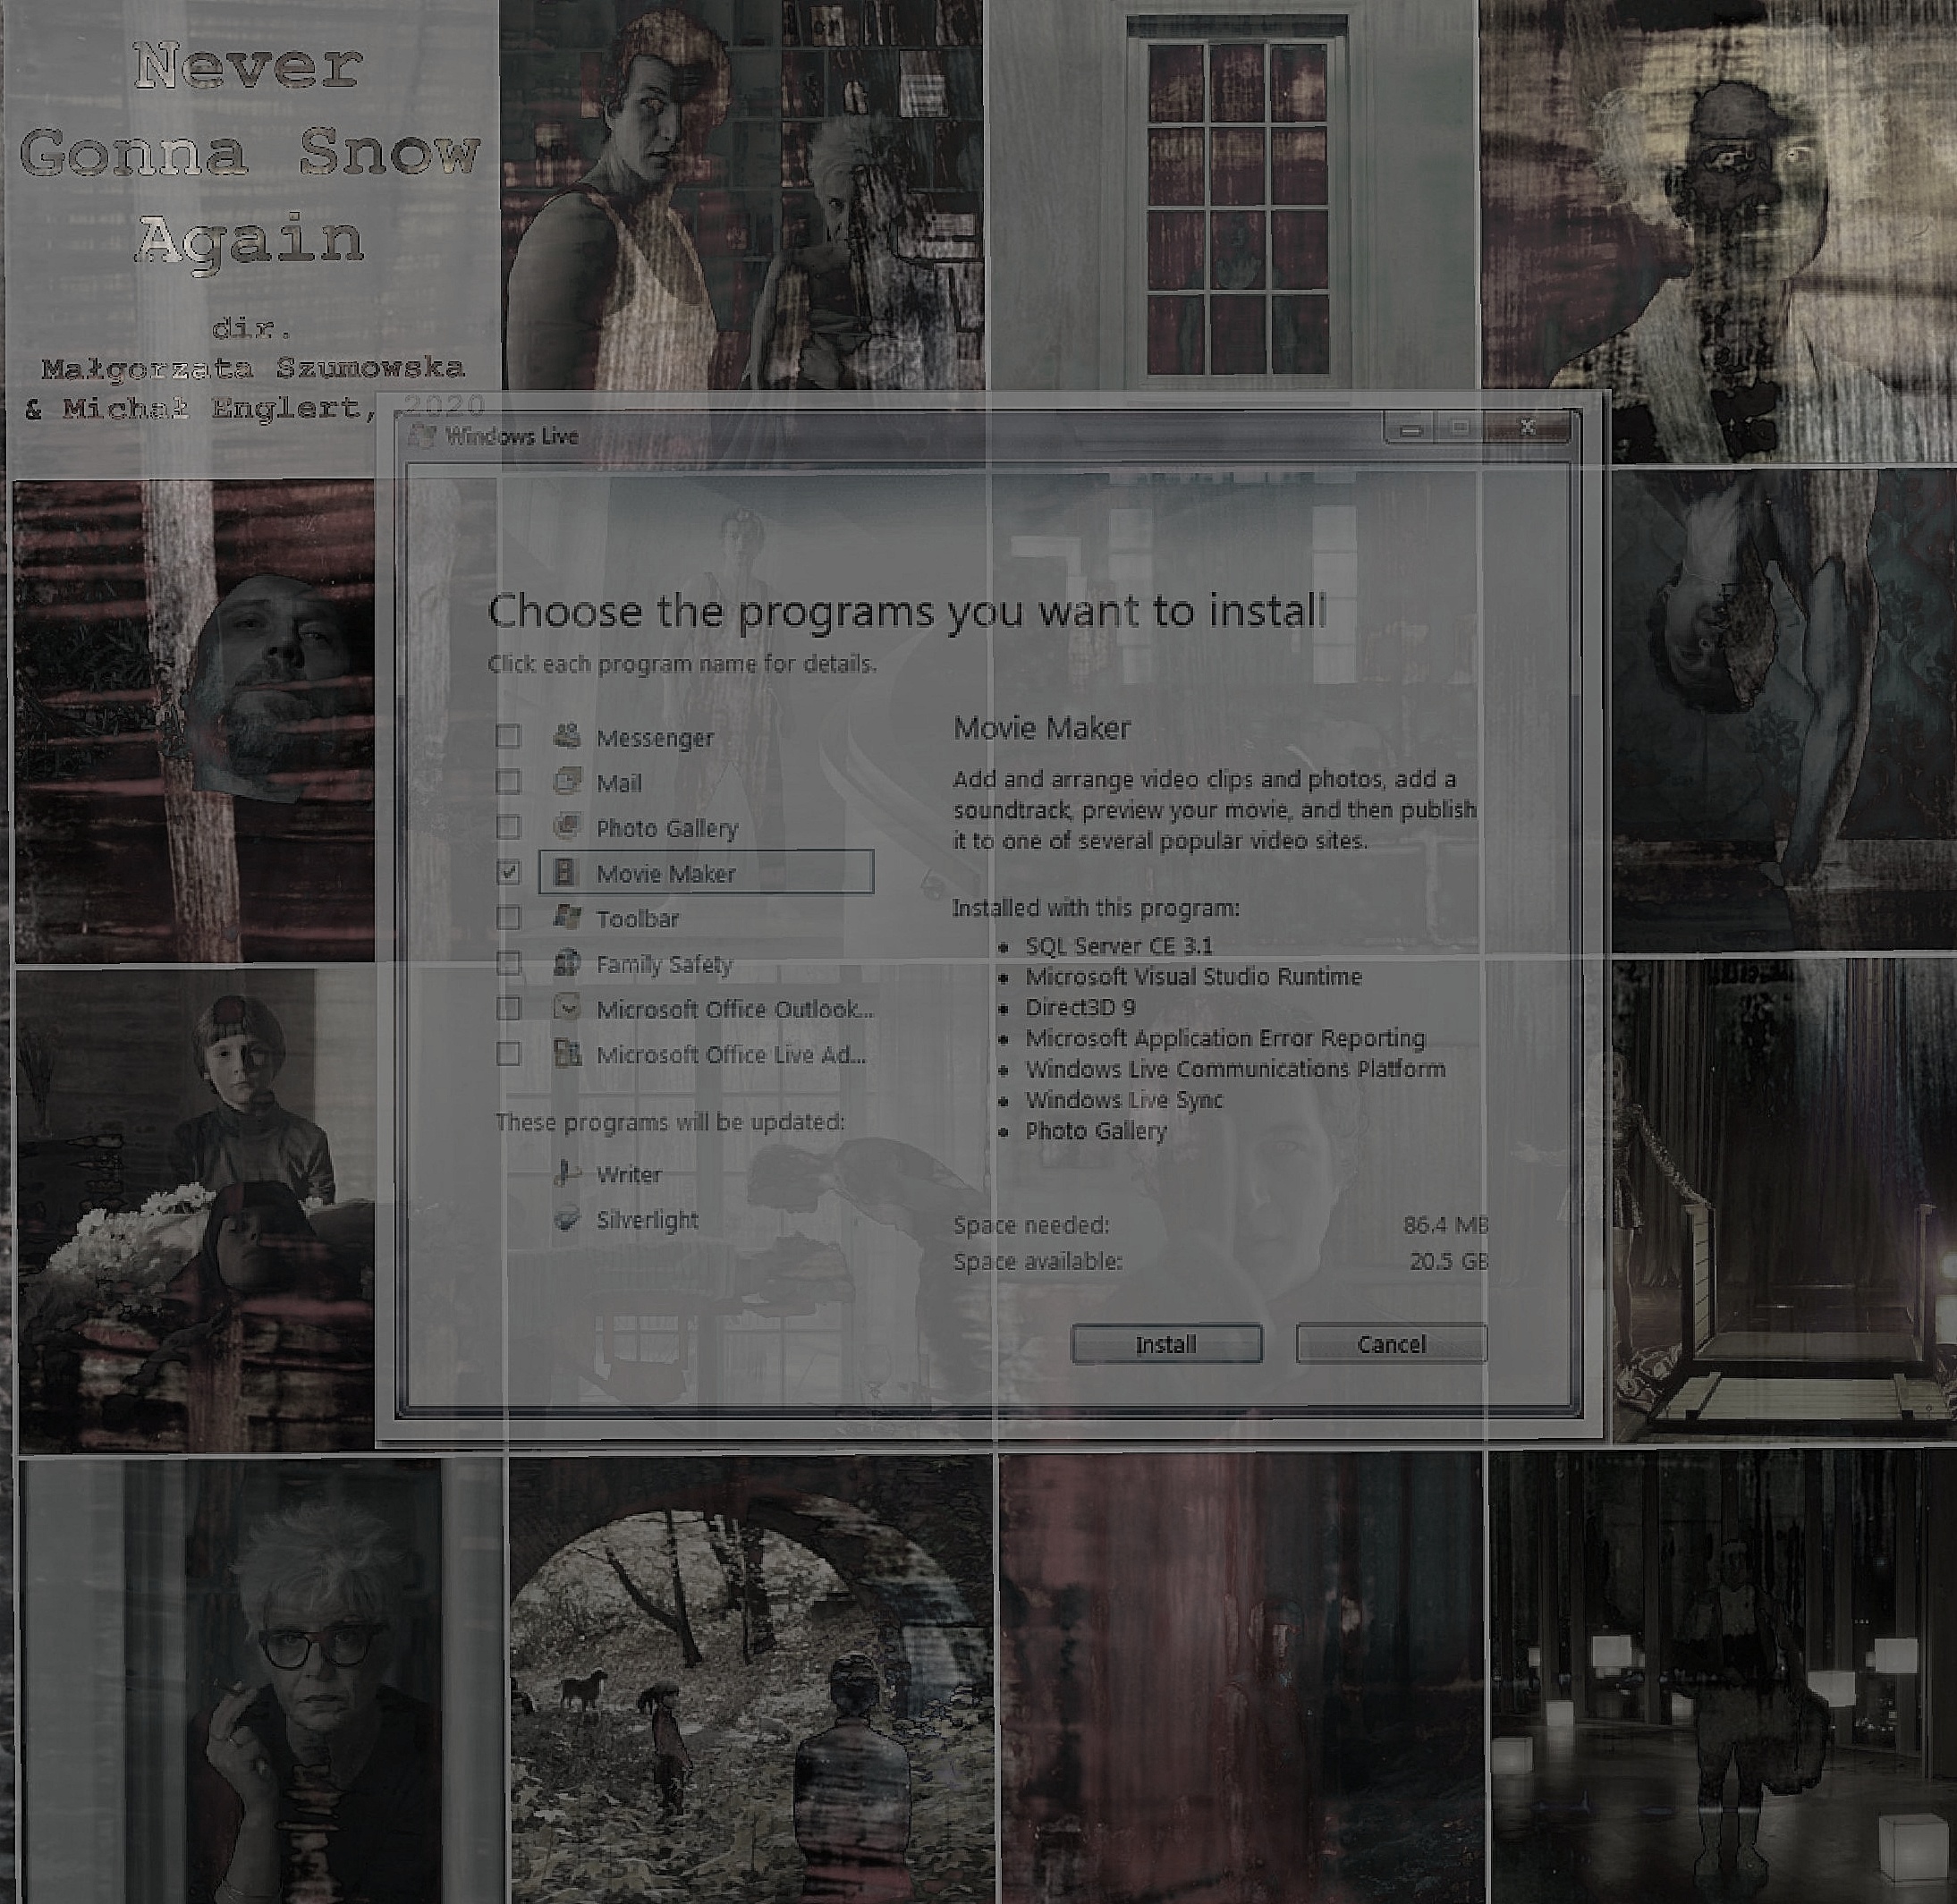 Never
Gonna Snow
Again
dir.
Małgorzata Szumowska
& Michał Englert, 2020
Windows Live
Choose the programs you want to install
Click each program name for details.
Messenger
Mail
Photo Gallery
Movie Maker
Toolbar
Family Safety
Microsoft Office Outlook...
Microsoft Office Live Ad...
These programs will be updated:
Writer
Silverlight
Movie Maker
Add and arrange video clips and photos, add a
soundtrack, preview your movie, and then publish
it to one of several popular video sites.
Installed with this program:
• SQL Server CE 3.1
• Microsoft Visual Studio Runtime
• Direct3D 9
• Microsoft Application Error Reporting
• Windows Live Communications Platform
• Windows Live Sync
• Photo Gallery
Space needed: 86.4 MB
Space available: 20.5 GB
Install Cancel